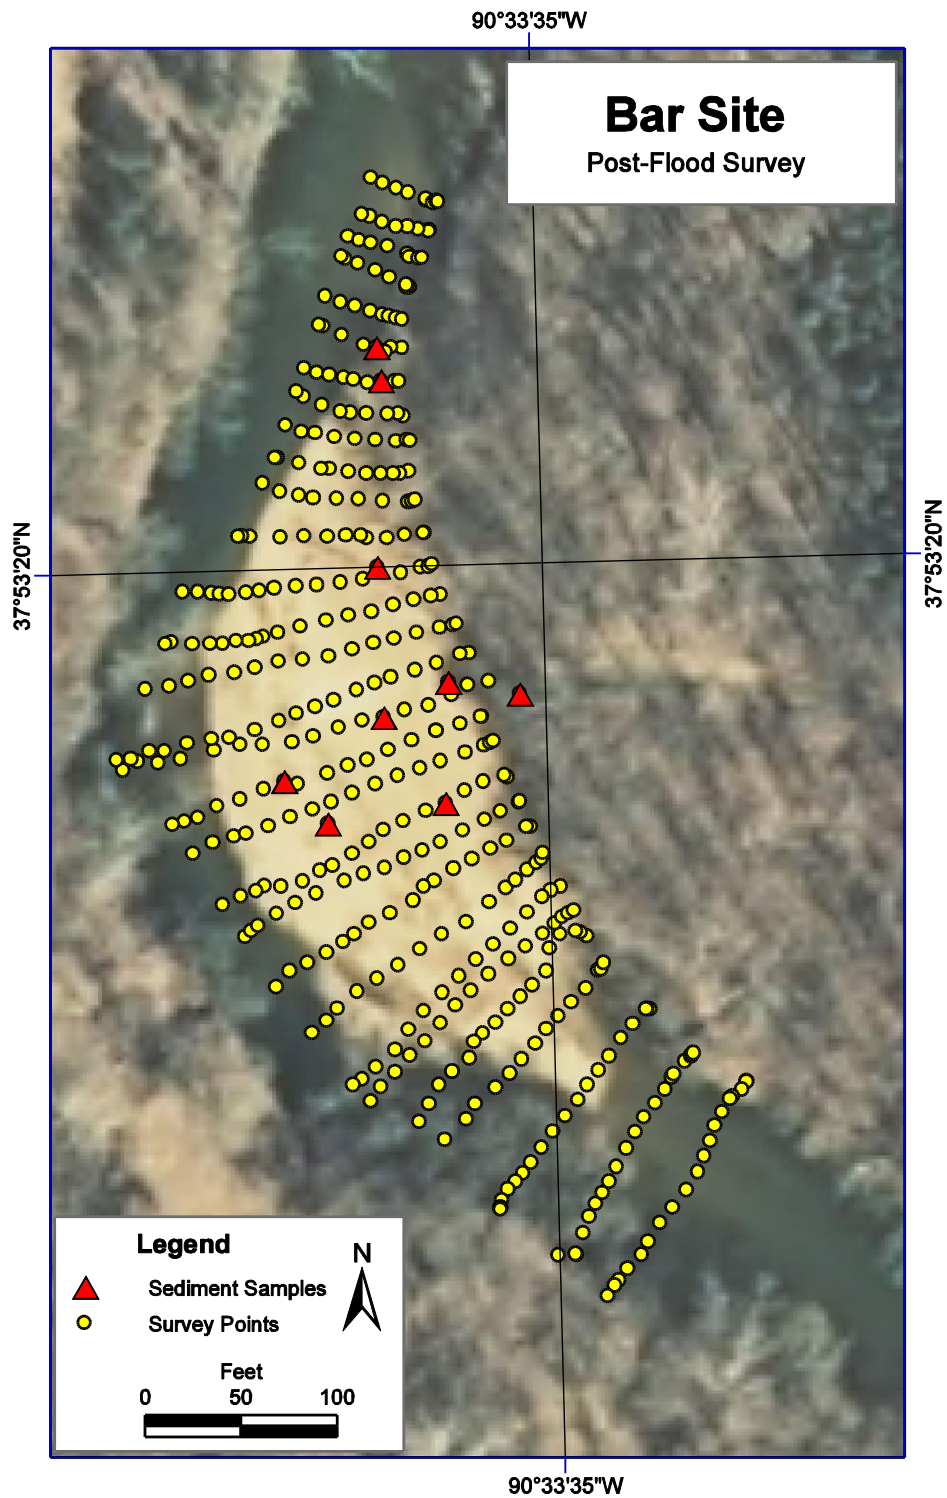 90°33'35"W
Bar Site
Post-Flood Survey
37°53'20"N
37°53'20"N
Legend
N
Sediment Samples
Survey Points
Feet
0 50 100
90°33'35"W